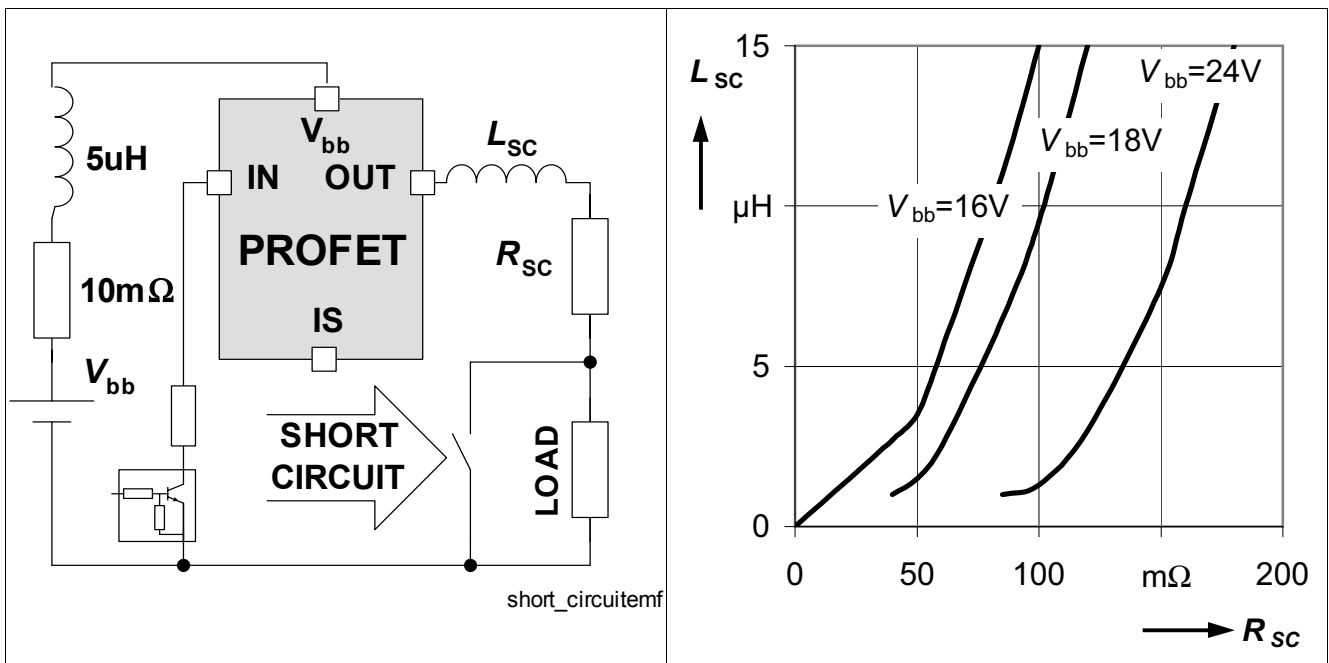 V bb
IN OUT
L SC
5uH
PROFET
R SC
10mΩ
IS
V bb
SHORT
CIRCUIT
LOAD
short_circuitemf
15
L SC
V bb=24V
V bb=18V
µH
V bb=16V
5
0
0 50 100 mΩ 200
R SC